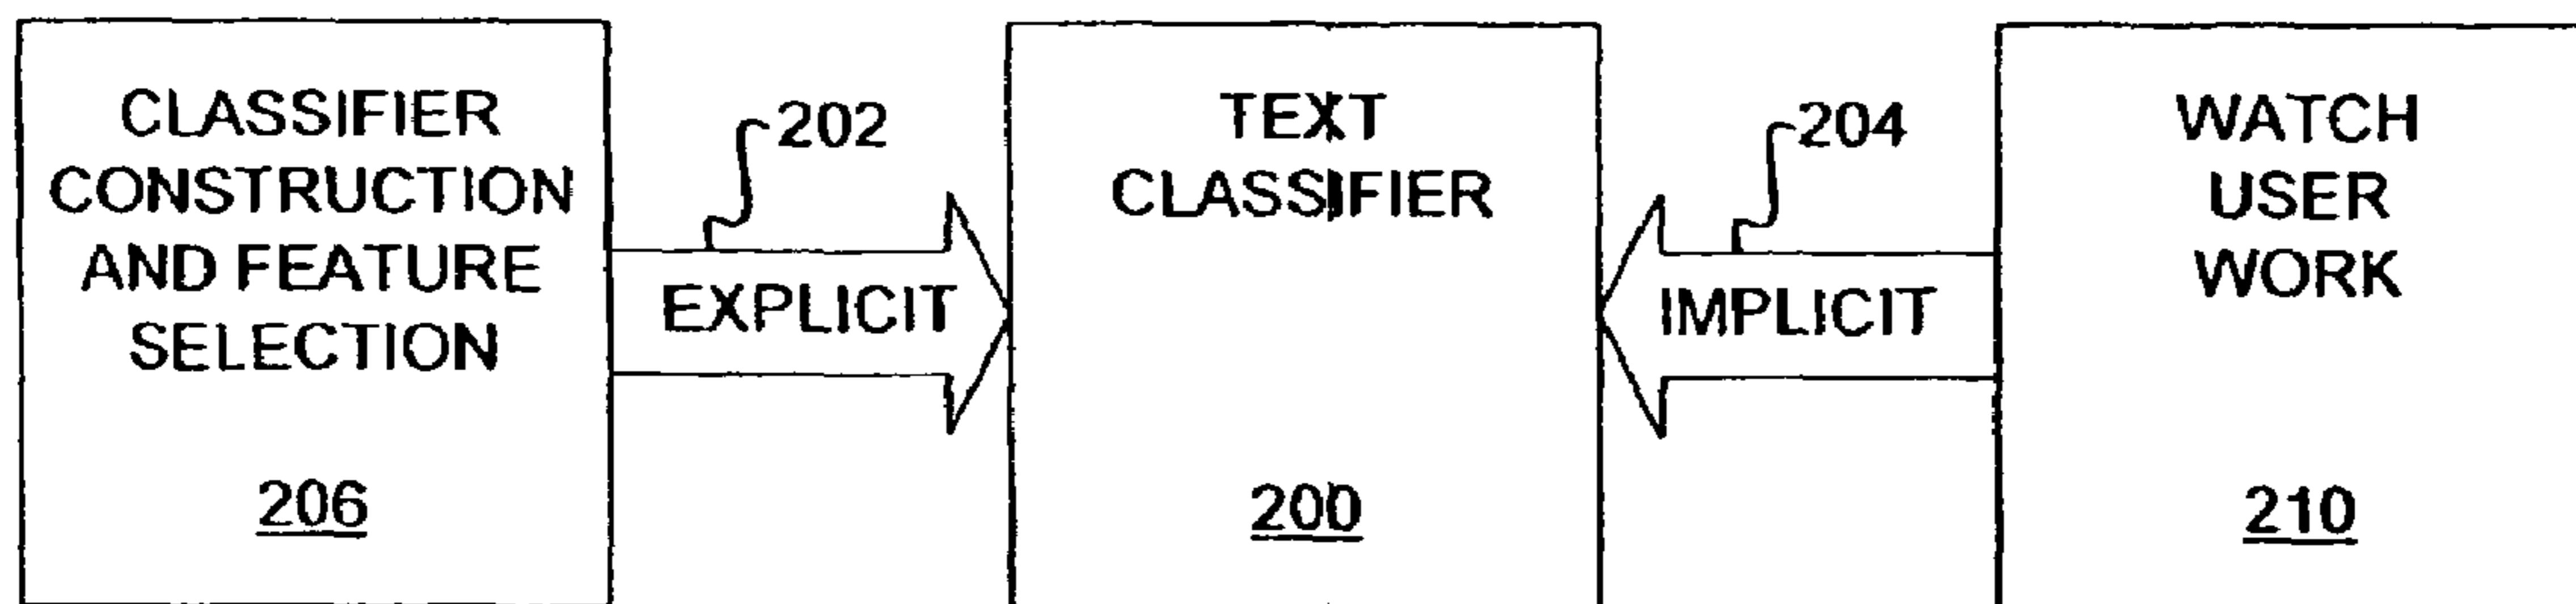 CLASSIFIER
CONSTRUCTION
AND FEATURE
SELECTION
206
202
EXPLICIT
TEXT
CLASSIFIER
200
204
IMPLICIT
WATCH
USER
WORK
210